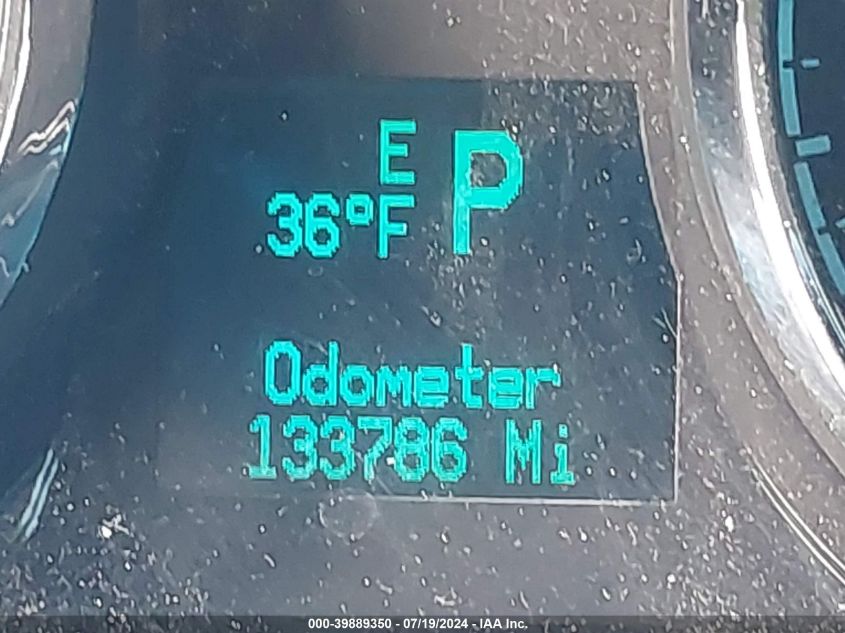 E P
36°F
Odometer
133786 Mi
000-39889350 - 07/19/2024 - IAA Inc.